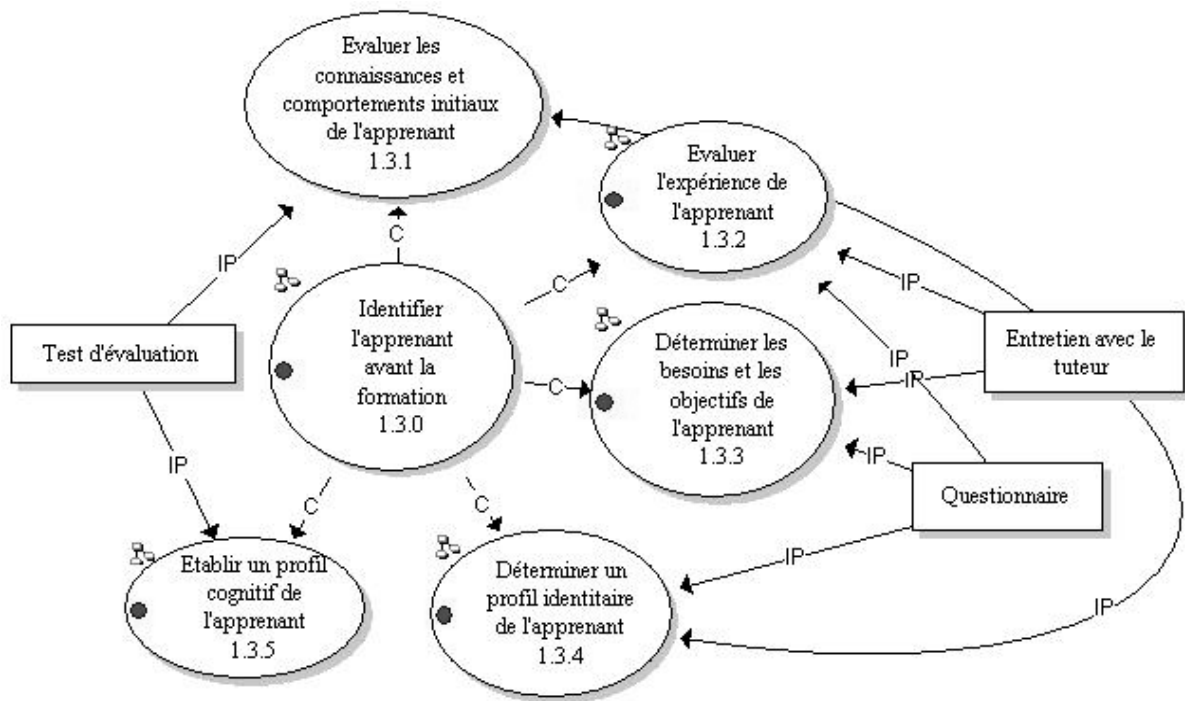 Evaluer les
connaissances et
comportements initiaux
de l'apprenant
1.3.1
Evaluer
l'expérience de
l'apprenant
1.3.2
C
IP
C
IP
Identifier
l'apprenant
avant la
formation
1.3.0
Test d'évaluation
Déterminer les
besoins et les
objectifs de
l'apprenant
1.3.3
Entretien avec le
tuteur
IP
IP
C
IP
IP
C
C
Questionnaire
Etablir un profil
cognitif de
l'apprenant
1.3.5
Déterminer un
profil identitaire
de l'apprenant
1.3.4
IP
IP